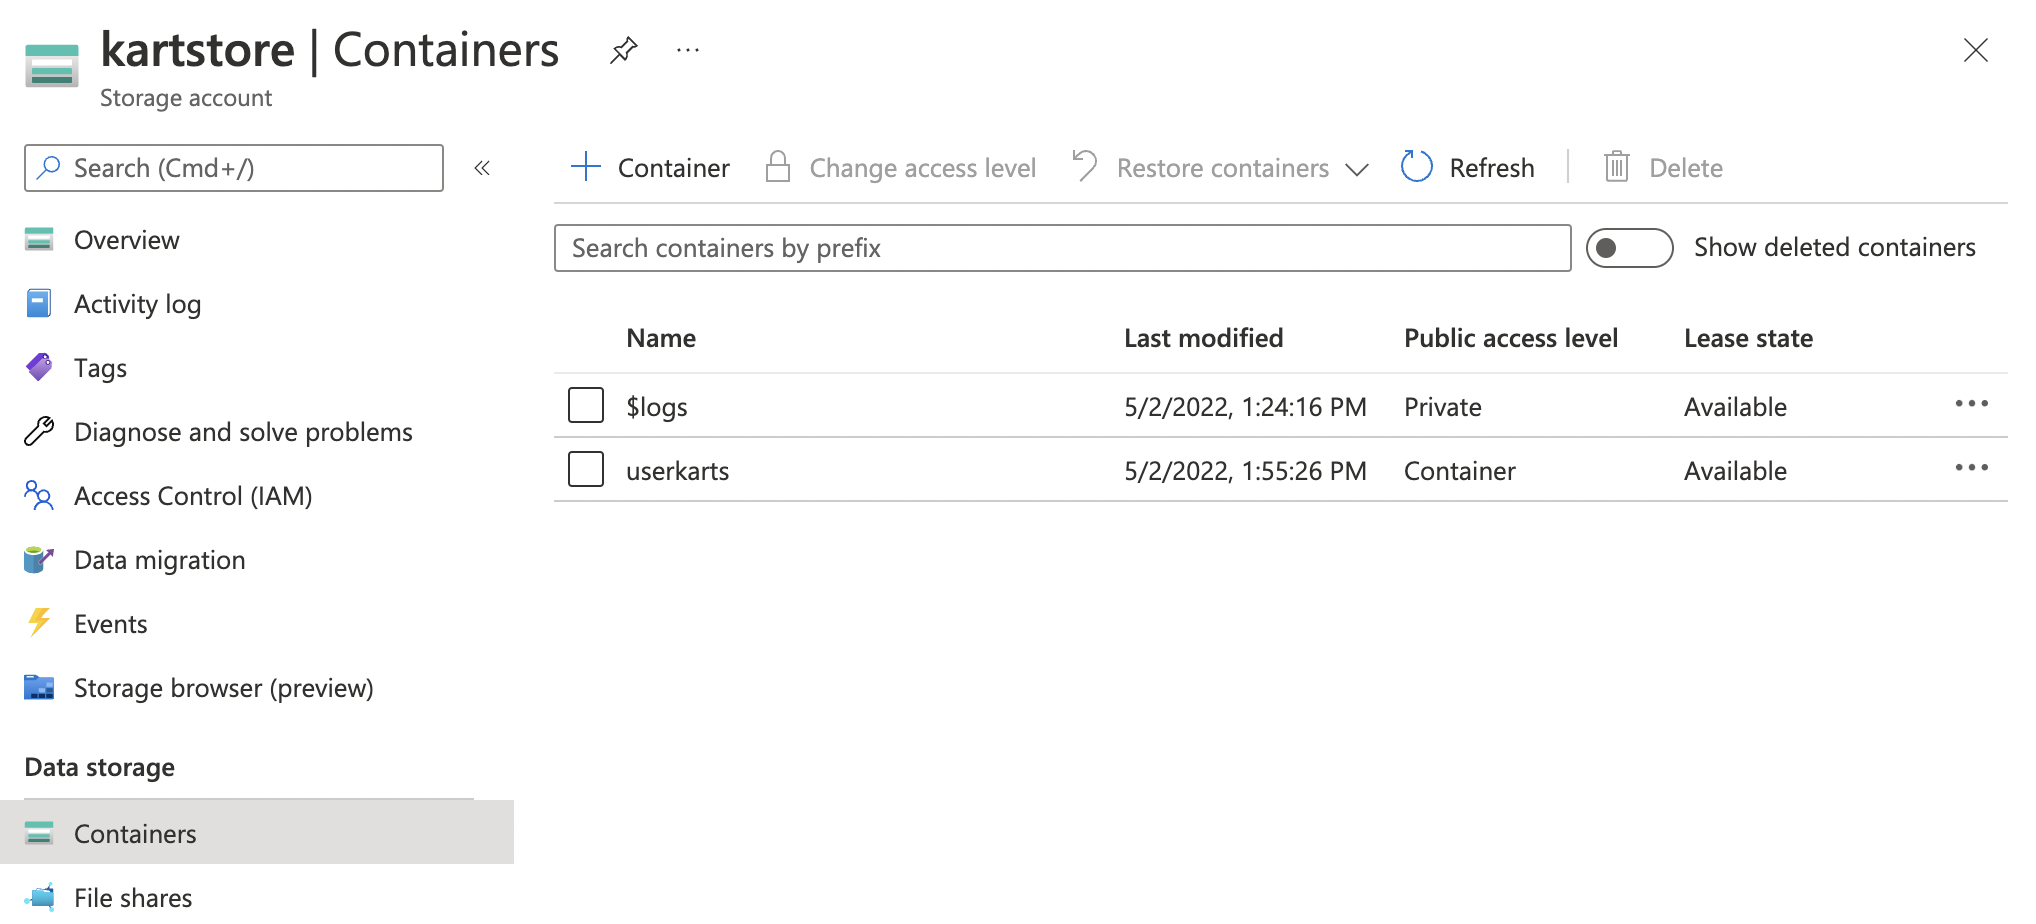 kartstore | Containers
Storage account
Search (Cmd+/)
Overview
Activity log
Tags
Diagnose and solve problems
Access Control (IAM)
Data migration
Events
Storage browser (preview)
Data storage
Containers
File shares
Container Change access level Restore containers Refresh Delete
Search containers by prefix Show deleted containers
Name Last modified Public access level Lease state
$logs 5/2/2022, 1:24:16 PM Private Available
userkarts 5/2/2022, 1:55:26 PM Container Available